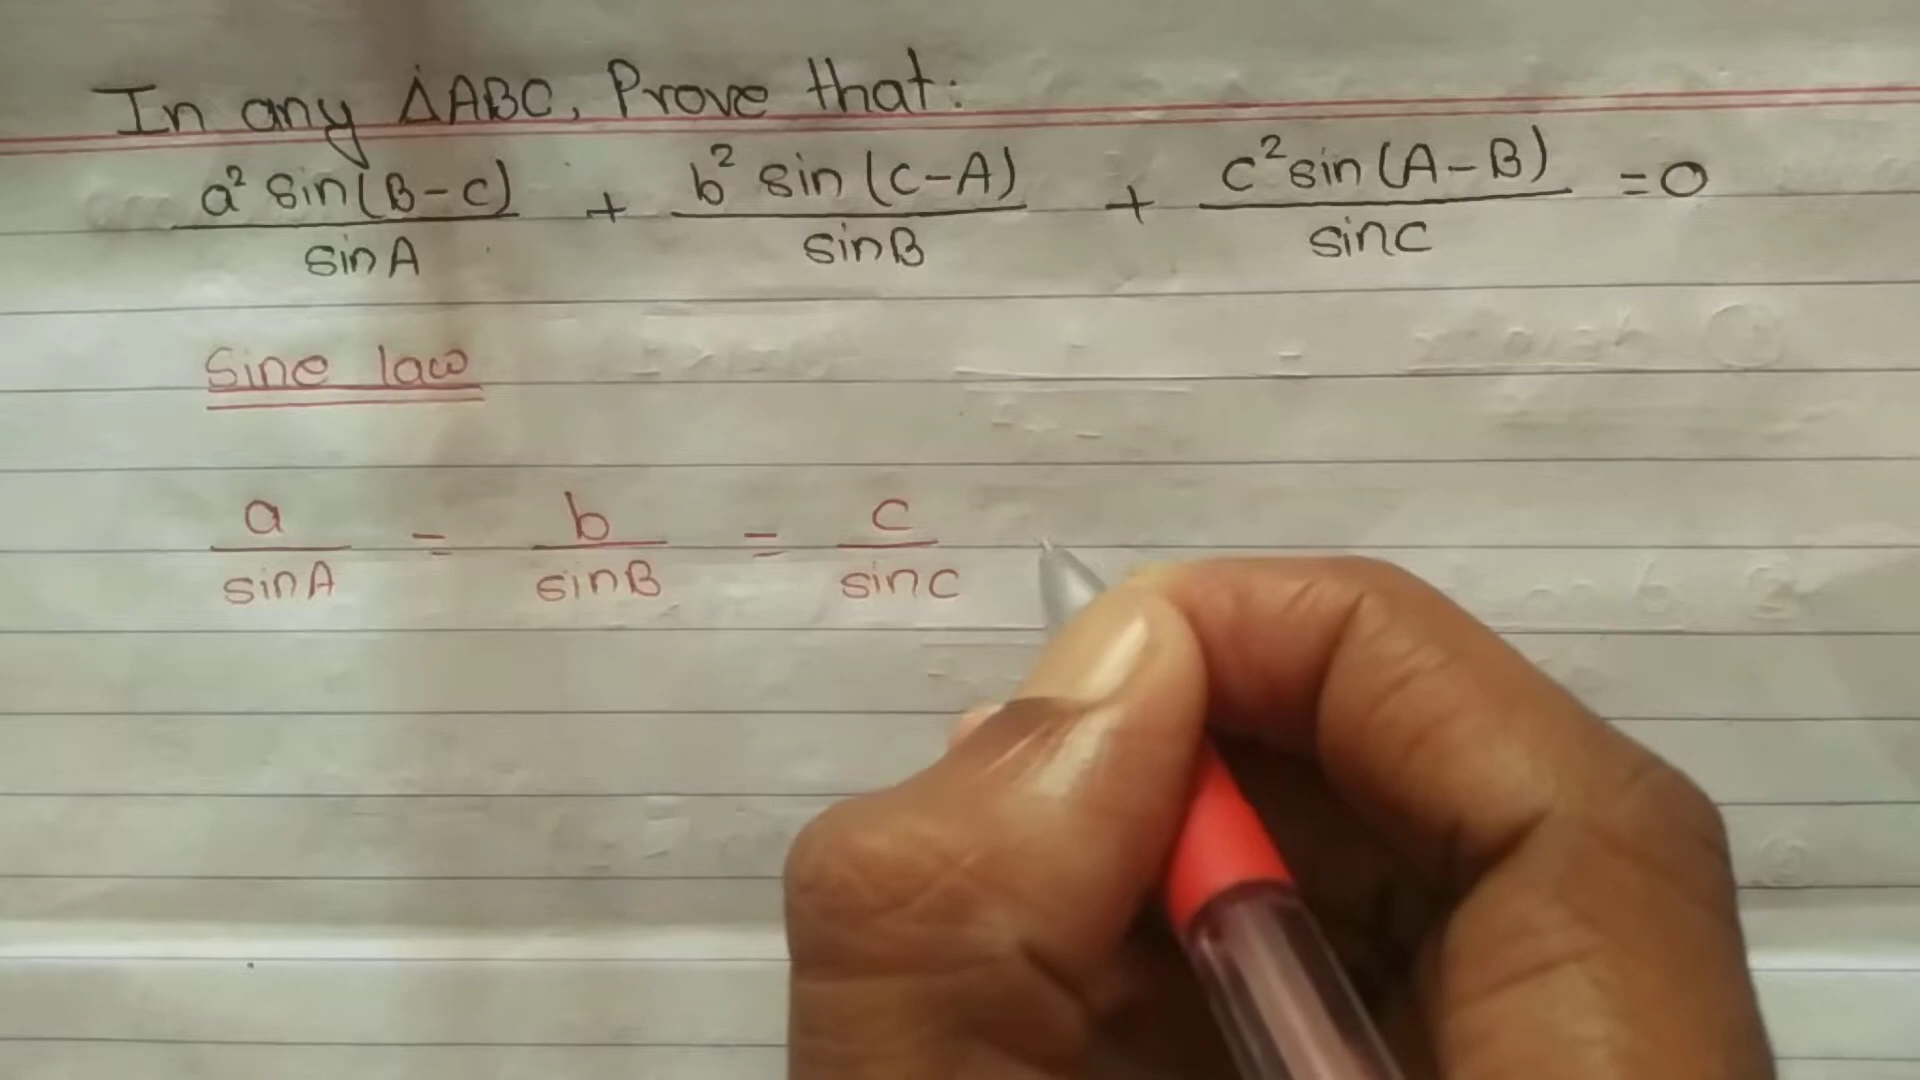 In any ΔABC, Prove that:
a² sin(B-C)/sinA + b² sin(C-A)/sinB + c² sin(A-B)/sinC = 0
Sine law
a/sinA = b/sinB = c/sinC